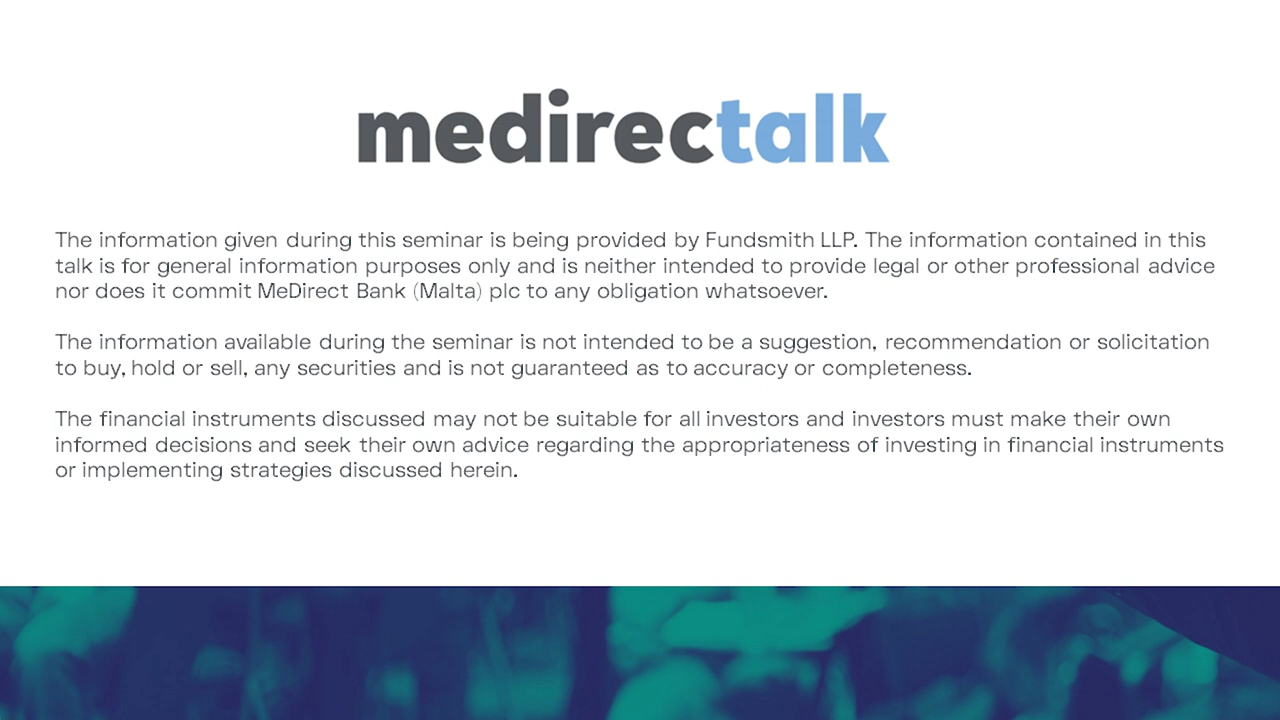 medirectalk
The information given during this seminar is being provided by Fundsmith LLP. The information contained in this
talk is for general information purposes only and is neither intended to provide legal or other professional advice
nor does it commit MeDirect Bank (Malta) plc to any obligation whatsoever.
The information available during the seminar is not intended to be a suggestion, recommendation or solicitation
to buy, hold or sell, any securities and is not guaranteed as to accuracy or completeness.
The financial instruments discussed may not be suitable for all investors and investors must make their own
informed decisions and seek their own advice regarding the appropriateness of investing in financial instruments
or implementing strategies discussed herein.